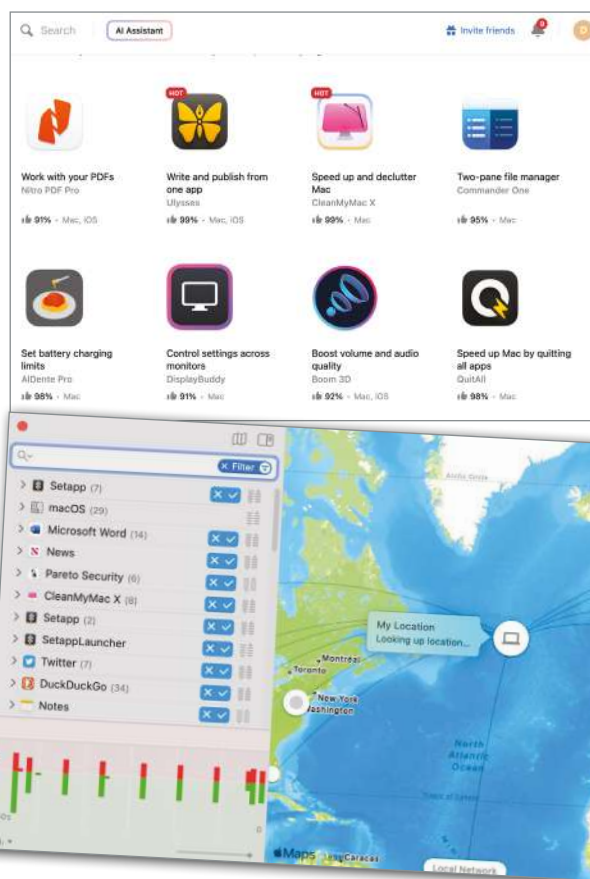 Search
AI Assistant
Invite friends
HOT
HOT
Work with your PDFs
Nitro PDF Pro
91% · Mac, iOS
Write and publish from
one app
Ulysses
99% · Mac, iOS
Speed up and declutter
Mac
CleanMyMac X
99% · Mac
Two-pane file manager
Commander One
95% · Mac
Set battery charging
limits
AlDente Pro
98% · Mac
Control settings across
monitors
DisplayBuddy
91% · Mac
Boost volume and audio
quality
Boom 3D
92% · Mac, iOS
Speed up Mac by quitting
all apps
QuitAll
98% · Mac
Filter
Setapp (7)
macOS (29)
Microsoft Word (14)
News
Pareto Security (6)
CleanMyMac X (8)
Setapp (2)
SetappLauncher
Twitter (7)
DuckDuckGo (34)
Notes
0
Arctic Circle
My Location
Looking up location...
Montréal
Toronto
New York
Washington
North
Atlantic
Ocean
Maps
Caracas
Local Network